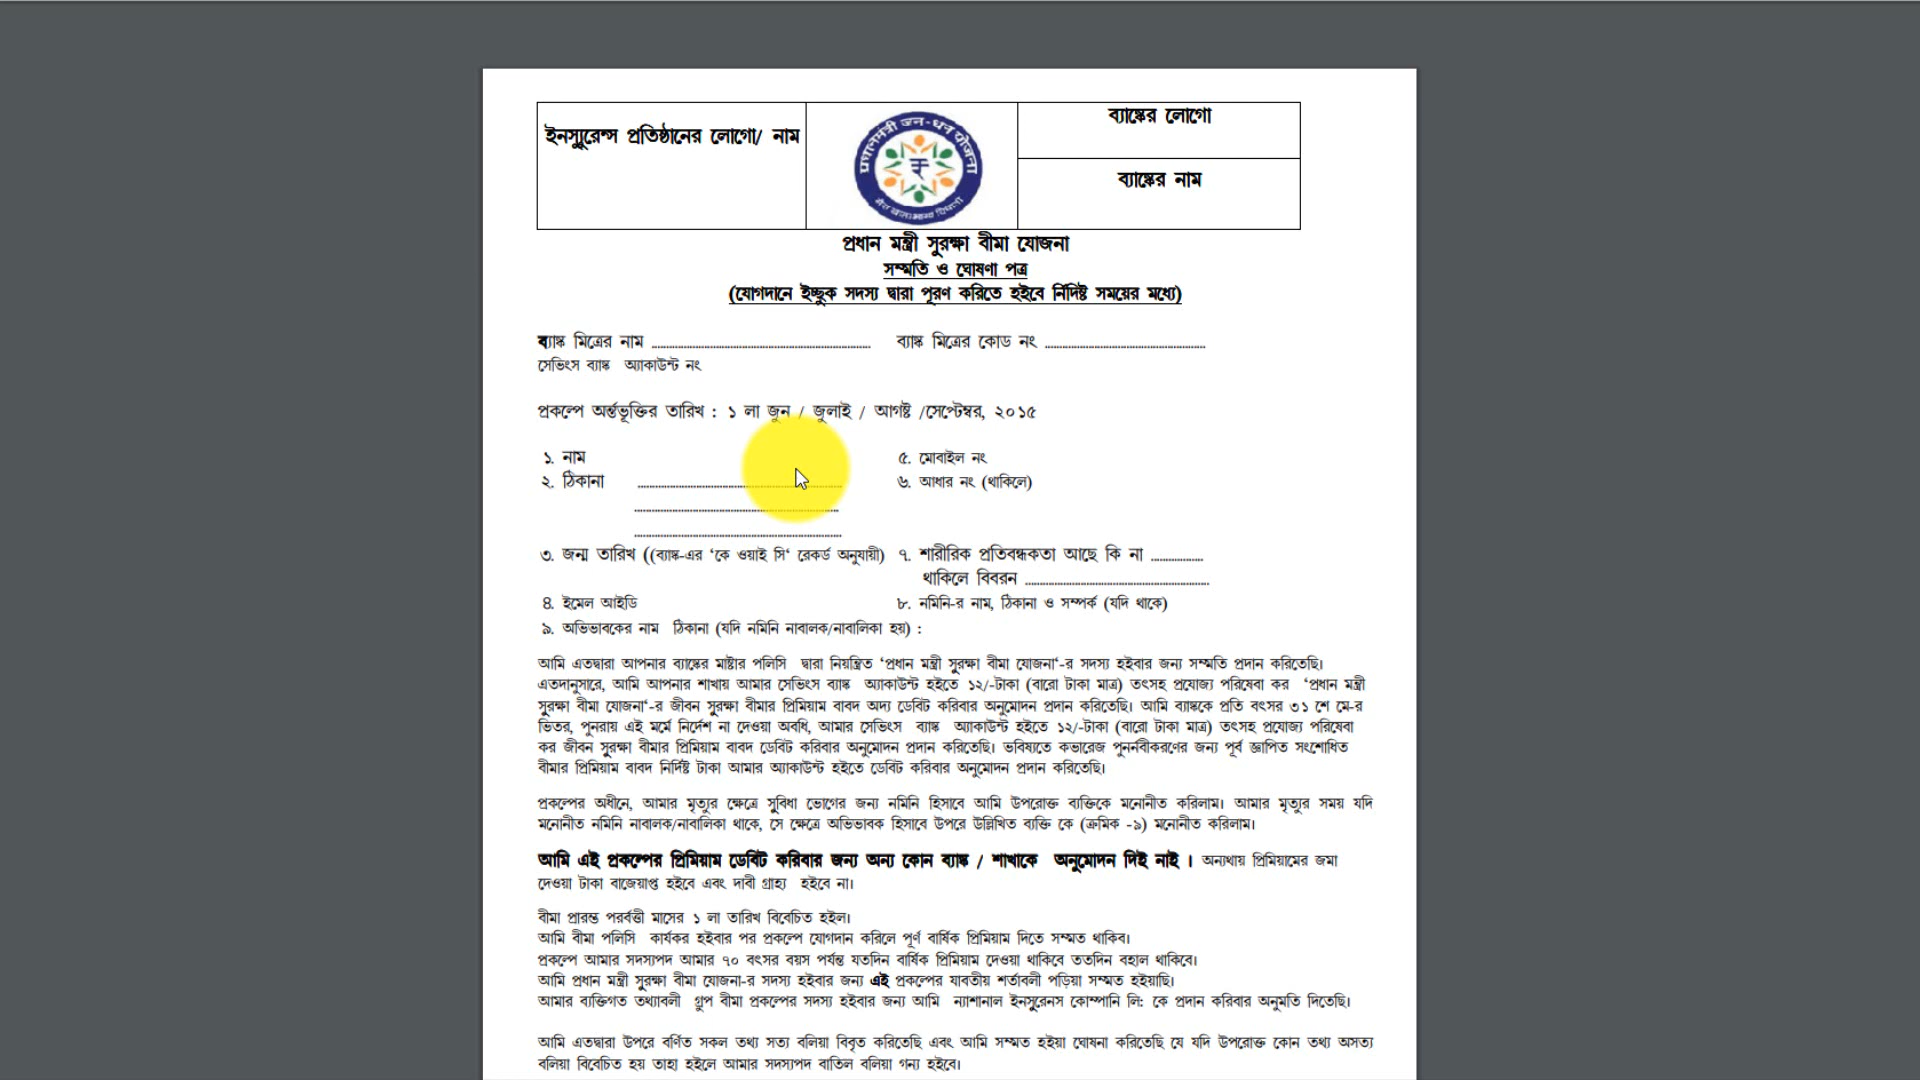 ইনস্যুরেন্স প্রতিষ্ঠানের লোগো/ নাম
प्रधानमंत्री जन-धन योजना
ব্যাঙ্কের লোগো
ব্যাঙ্কের নাম
প্রধান মন্ত্রী সুরক্ষা বীমা যোজনা
সম্মতি ও ঘোষণা পত্র
(যোগদানে ইচ্ছুক সদস্য দ্বারা পূরণ করিতে হইবে র্নিদিষ্ট সময়ের মধ্যে)
ব্যাঙ্ক মিত্রের নাম ........................ ব্যাঙ্ক মিত্রের কোড নং ........................
সেভিংস ব্যাঙ্ক অ্যাকাউন্ট নং
প্রকল্পে অর্ন্তভূক্তির তারিখ : ১ লা জুন / জুলাই / আগষ্ট /সেপ্টেম্বর, ২০১৫
১. নাম ৫. মোবাইল নং
২. ঠিকানা ........................ ৬. আধার নং (থাকিলে)
........................
........................
৩. জন্ম তারিখ ((ব্যাঙ্ক-এর ‘কে ওয়াই সি‘ রেকর্ড অনুযায়ী) ৭. শারীরিক প্রতিবন্ধকতা আছে কি না ............
থাকিলে বিবরন ........................
৪. ইমেল আইডি ৮. নমিনি-র নাম, ঠিকানা ও সম্পর্ক (যদি থাকে)
৯. অভিভাবকের নাম ঠিকানা (যদি নমিনি নাবালক/নাবালিকা হয়) :
আমি এতদ্বারা আপনার ব্যাঙ্কের মাষ্টার পলিসি দ্বারা নিয়ন্ত্রিত ‘প্রধান মন্ত্রী সুরক্ষা বীমা যোজনা‘-র সদস্য হইবার জন্য সম্মতি প্রদান করিতেছি।
এতদানুসারে, আমি আপনার শাখায় আমার সেভিংস ব্যাঙ্ক অ্যাকাউন্ট হইতে ১২/-টাকা (বারো টাকা মাত্র) তৎসহ প্রযোজ্য পরিষেবা কর ‘প্রধান মন্ত্রী
সুরক্ষা বীমা যোজনা‘-র জীবন সুরক্ষা বীমার প্রিমিয়াম বাবদ অদ্য ডেবিট করিবার অনুমোদন প্রদান করিতেছি। আমি ব্যাংককে প্রতি বৎসর ৩১ শে মে-র
ভিতর, পুনরায় এই মর্মে নির্দেশ না দেওয়া অবধি, আমার সেভিংস ব্যাঙ্ক অ্যাকাউন্ট হইতে ১২/-টাকা (বারো টাকা মাত্র) তৎসহ প্রযোজ্য পরিষেবা
কর জীবন সুরক্ষা বীমার প্রিমিয়াম বাবদ ডেবিট করিবার অনুমোদন প্রদান করিতেছি। ভবিষ্যতে কভারেজ পুনর্নবীকরণের জন্য পূর্ব জ্ঞাপিত সংশোধিত
বীমার প্রিমিয়াম বাবদ নির্দিষ্ট টাকা আমার অ্যাকাউন্ট হইতে ডেবিট করিবার অনুমোদন প্রদান করিতেছি।
প্রকল্পের অধীনে, আমার মৃত্যুর ক্ষেত্রে সুবিধা ভোগের জন্য নমিনি হিসাবে আমি উপরোক্ত ব্যক্তিকে মনোনীত করিলাম। আমার মৃত্যুর সময় যদি
মনোনীত নমিনি নাবালক/নাবালিকা থাকে, সে ক্ষেত্রে অভিভাবক হিসাবে উপরে উল্লিখিত ব্যক্তি কে (ক্রমিক -৯) মনোনীত করিলাম।
আমি এই প্রকল্পের প্রিমিয়াম ডেবিট করিবার জন্য অন্য কোন ব্যাঙ্ক / শাখাকে অনুমোদন দিই নাই । অন্যথায় প্রিমিয়ামের জমা
দেওয়া টাকা বাজেয়াপ্ত হইবে এবং দাবী গ্রাহ্য হইবে না।
বীমা প্রারম্ভ পরর্বত্তী মাসের ১ লা তারিখ বিবেচিত হইল।
আমি বীমা পলিসি কার্যকর হইবার পর প্রকল্পে যোগদান করিলে পূর্ণ বার্ষিক প্রিমিয়াম দিতে সম্মত থাকিব।
প্রকল্পে আমার সদস্যপদ আমার ৭০ বৎসর বয়স পর্যন্ত যতদিন বার্ষিক প্রিমিয়াম দেওয়া থাকিবে ততদিন বহাল থাকিবে।
আমি প্রধান মন্ত্রী সুরক্ষা বীমা যোজনা-র সদস্য হইবার জন্য এই প্রকল্পের যাবতীয় শর্তাবলী পড়িয়া সম্মত হইয়াছি।
আমার ব্যক্তিগত তথ্যাবলী গ্রুপ বীমা প্রকল্পের সদস্য হইবার জন্য আমি ন্যাশানাল ইনসুরেনস কোম্পানি লি: কে প্রদান করিবার অনুমতি দিতেছি।
আমি এতদ্বারা উপরে বর্ণিত সকল তথ্য সত্য বলিয়া বিবৃত করিতেছি এবং আমি সম্মত হইয়া ঘোষনা করিতেছি যে যদি উপরোক্ত কোন তথ্য অসত্য
বলিয়া বিবেচিত হয় তাহা হইলে আমার সদস্যপদ বাতিল বলিয়া গন্য হইবে।